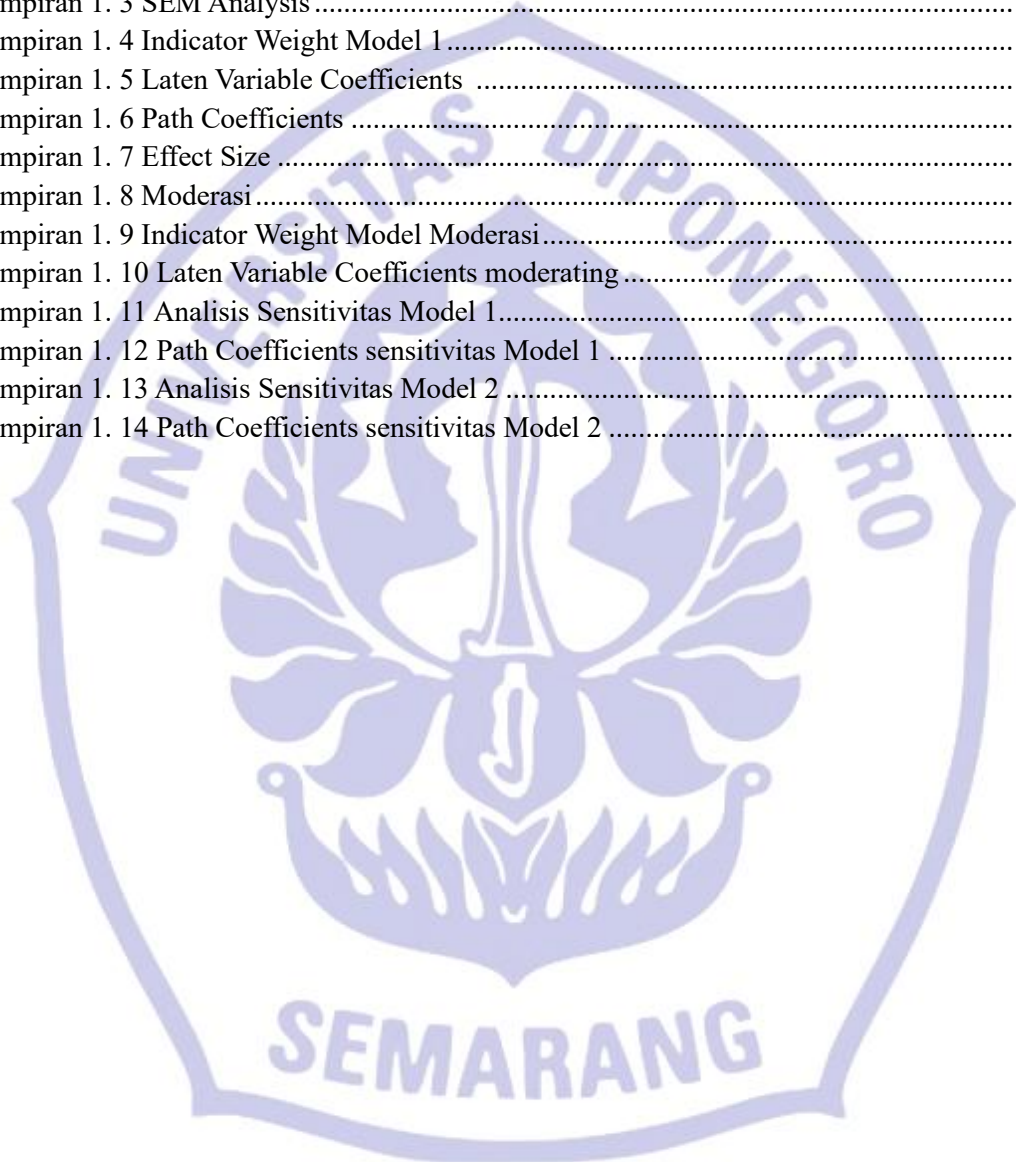 mpiran 1. 3 SEM Analysis........................................................................................
mpiran 1. 4 Indicator Weight Model 1.......................................................................
mpiran 1. 5 Laten Variable Coefficients ...................................................................
mpiran 1. 6 Path Coefficients ...................................................................................
mpiran 1. 7 Effect Size .............................................................................................
mpiran 1. 8 Moderasi................................................................................................
mpiran 1. 9 Indicator Weight Model Moderasi...........................................................
mpiran 1. 10 Laten Variable Coefficients moderating.................................................
mpiran 1. 11 Analisis Sensitivitas Model 1.................................................................
mpiran 1. 12 Path Coefficients sensitivitas Model 1 ...................................................
mpiran 1. 13 Analisis Sensitivitas Model 2 ................................................................
mpiran 1. 14 Path Coefficients sensitivitas Model 2 ...................................................
UNIVERSITAS DIPONEGORO
SEMARANG